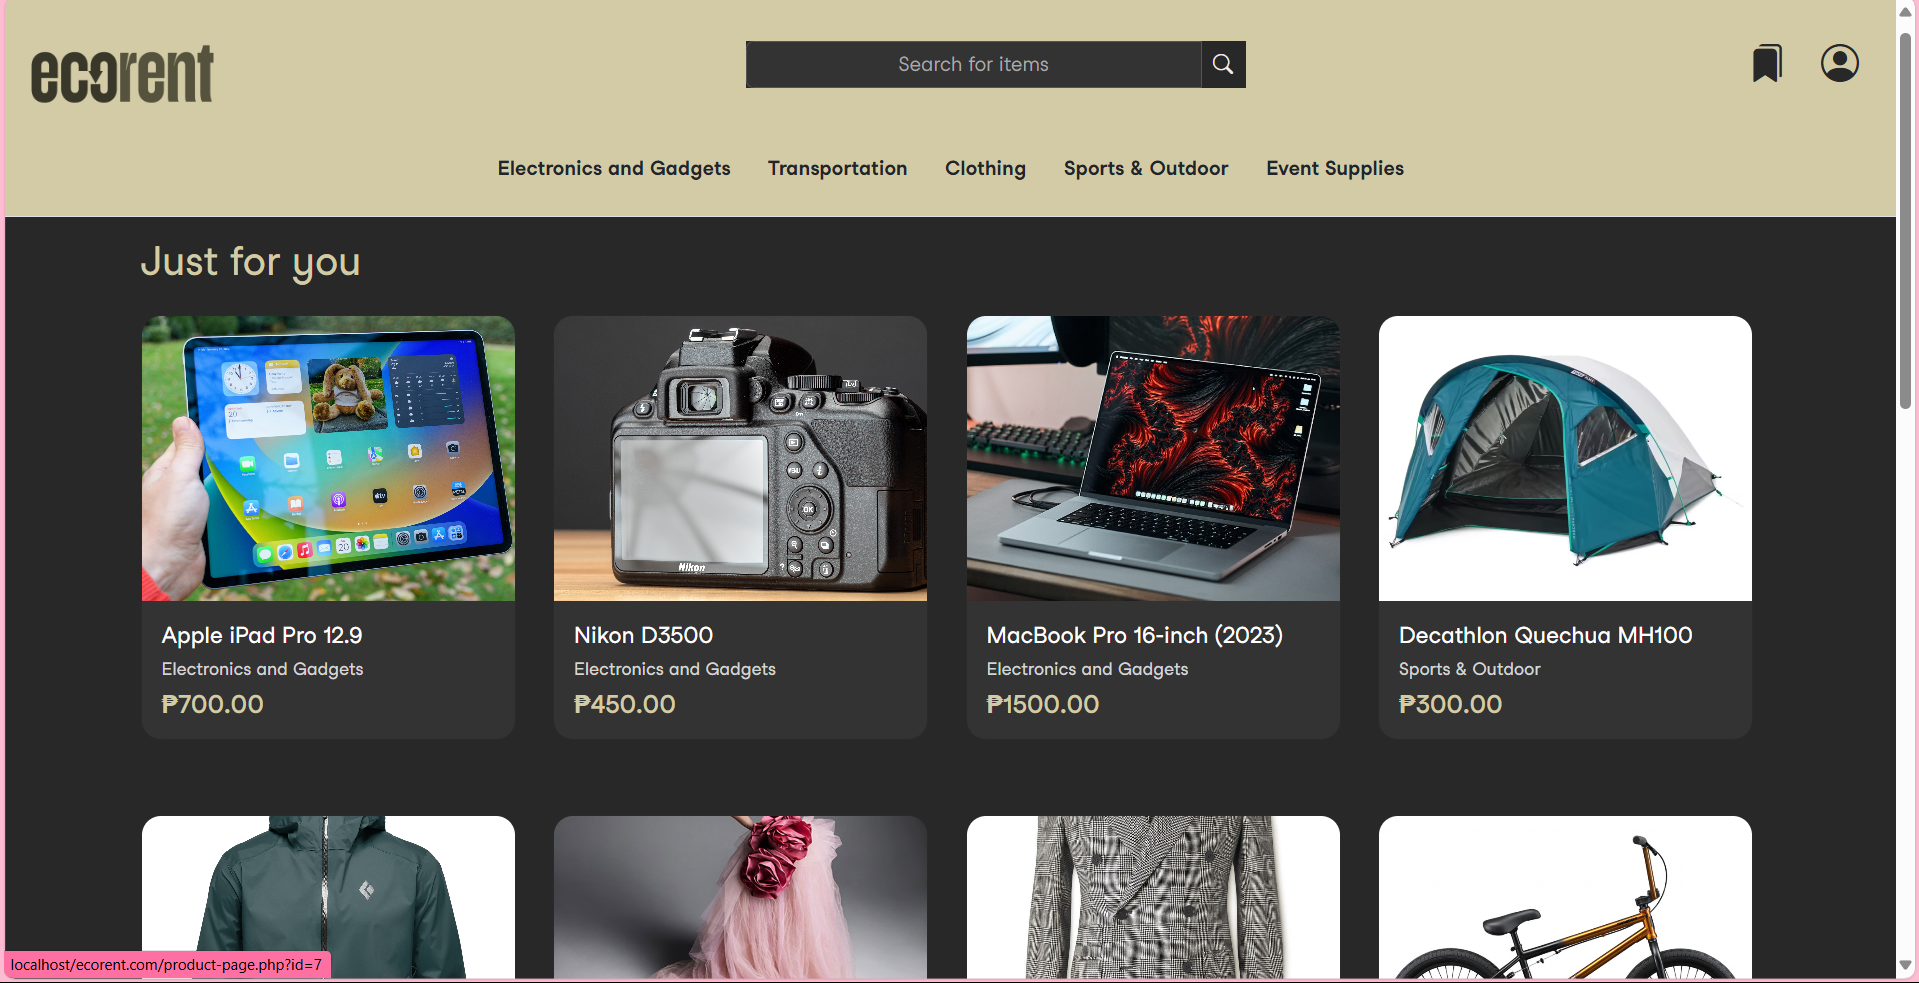 ecorent
Search for items
Electronics and Gadgets
Transportation
Clothing
Sports & Outdoor
Event Supplies
Just for you
Nikon
Apple iPad Pro 12.9
Electronics and Gadgets
₱700.00
Nikon D3500
Electronics and Gadgets
₱450.00
MacBook Pro 16-inch (2023)
Electronics and Gadgets
₱1500.00
Decathlon Quechua MH100
Sports & Outdoor
₱300.00
localhost/ecorent.com/product-page.php?id=7